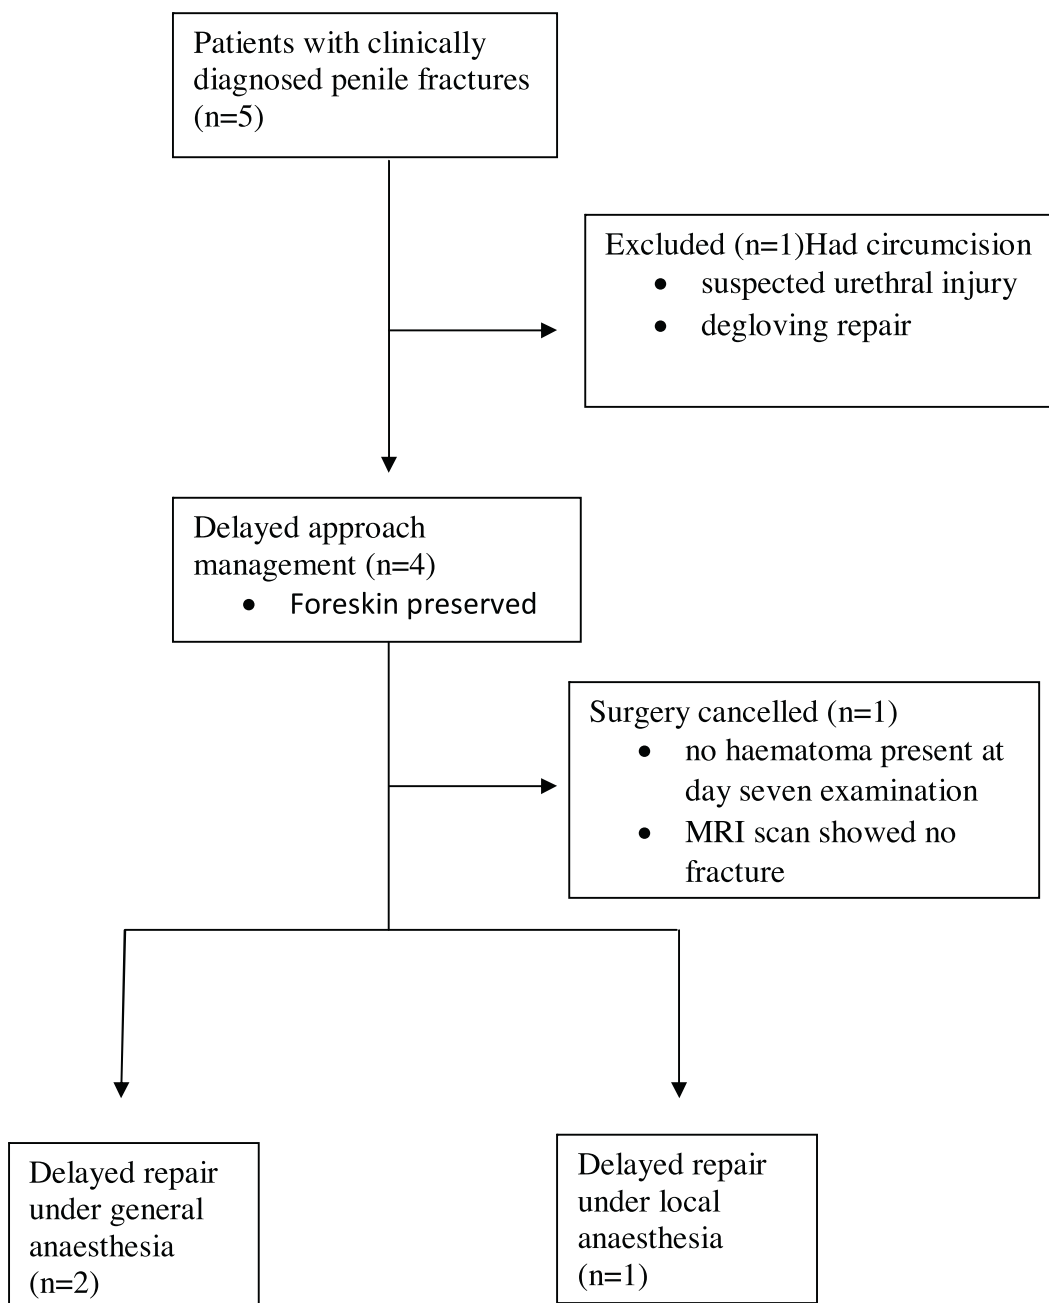 Patients with clinically
diagnosed penile fractures
(n=5)
Excluded (n=1)Had circumcision
• suspected urethral injury
• degloving repair
Delayed approach
management (n=4)
• Foreskin preserved
Surgery cancelled (n=1)
• no haematoma present at
day seven examination
• MRI scan showed no
fracture
Delayed repair
under general
anaesthesia
(n=2)
Delayed repair
under local
anaesthesia
(n=1)